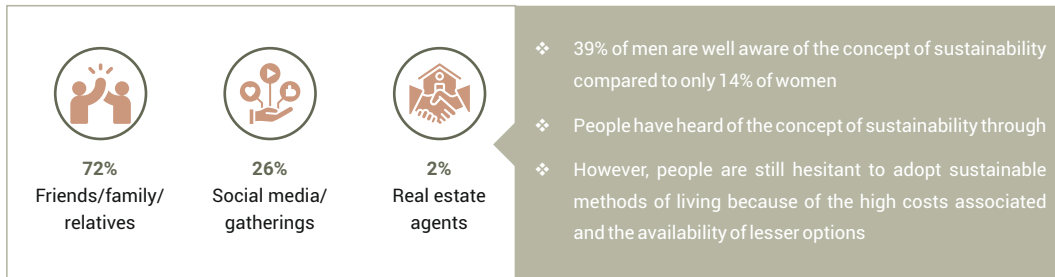 72%
Friends/family/
relatives
26%
Social media/
gatherings
2%
Real estate
agents
❖ 39% of men are well aware of the concept of sustainability
compared to only 14% of women
❖ People have heard of the concept of sustainability through
❖ However, people are still hesitant to adopt sustainable
methods of living because of the high costs associated
and the availability of lesser options